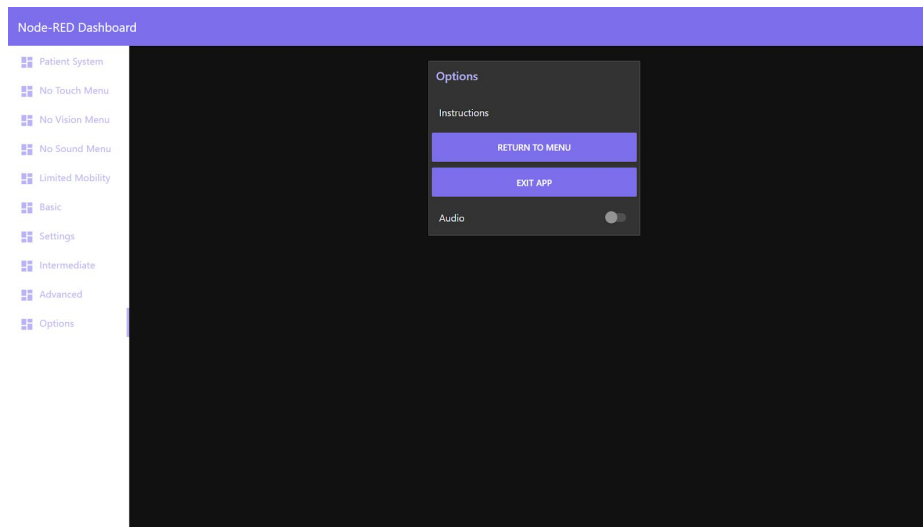 Node-RED Dashboard
Patient System
No Touch Menu
No Vision Menu
No Sound Menu
Limited Mobility
Basic
Settings
Intermediate
Advanced
Options
Options
Instructions
RETURN TO MENU
EXIT APP
Audio